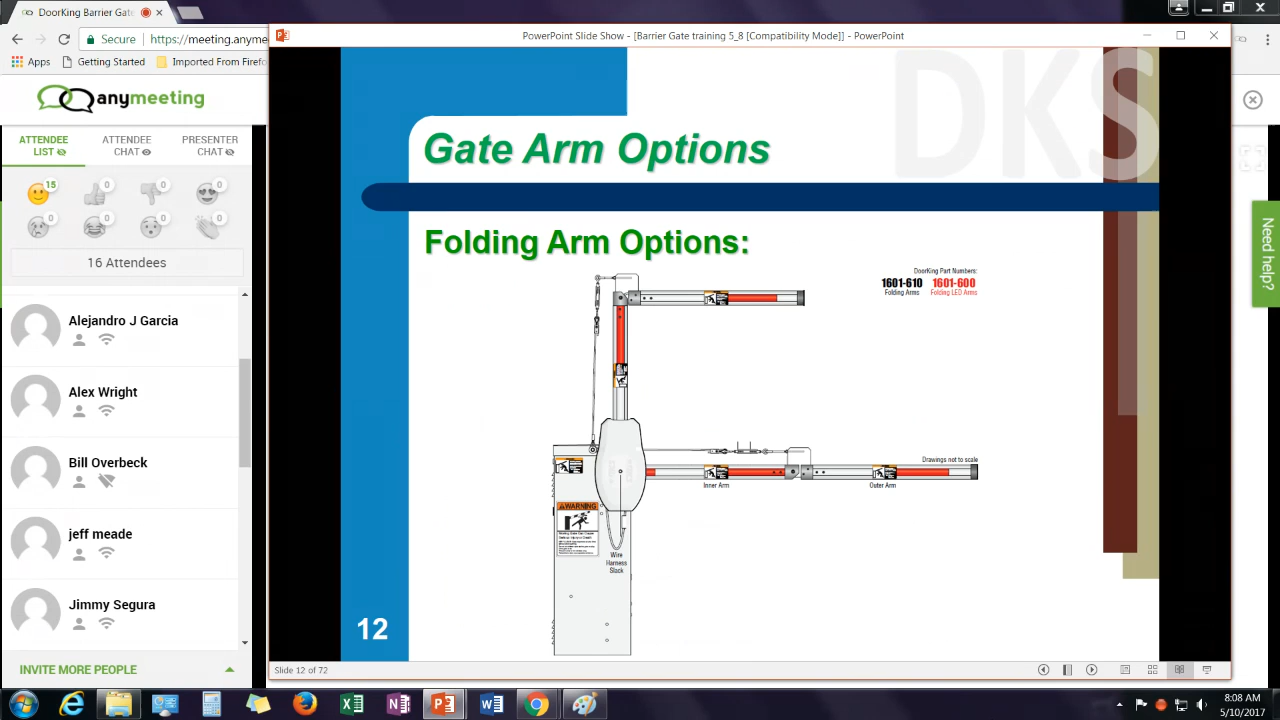 DoorKing Barrier Gate
Secure
https://meeting.anyme
Apps
Getting Started
Imported From Firefo
anymeeting
ATTENDEE LIST
ATTENDEE CHAT
PRESENTER CHAT
15
0
0
0
0
0
0
0
16 Attendees
Alejandro J Garcia
Alex Wright
Bill Overbeck
jeff meade
Jimmy Segura
INVITE MORE PEOPLE
PowerPoint Slide Show - [Barrier Gate training 5_8 [Compatibility Mode]] - PowerPoint
DKS
Gate Arm Options
Folding Arm Options:
DoorKing Part Numbers:
1601-610 1601-600
Folding Arms Folding LED Arms
Drawings not to scale
Inner Arm
Outer Arm
WARNING
Wire
Harness
Slack
12
Slide 12 of 72
Need help?
8:08 AM
5/10/2017